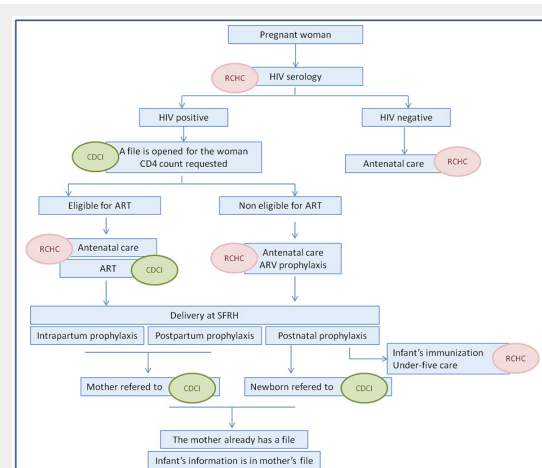 Pregnant woman
RCHC
HIV serology
HIV positive
HIV negative
CDCI
A file is opened for the woman
CD4 count requested
Antenatal care
RCHC
Eligible for ART
Non eligible for ART
RCHC
Antenatal care
ART
CDCI
RCHC
Antenatal care
ARV prophylaxis
Delivery at SFRH
Intrapartum prophylaxis
Postpartum prophylaxis
Postnatal prophylaxis
Infant's immunization
Under-five care
RCHC
Mother refered to
CDCI
Newborn refered to
CDCI
The mother already has a file
Infant's information is in mother's file